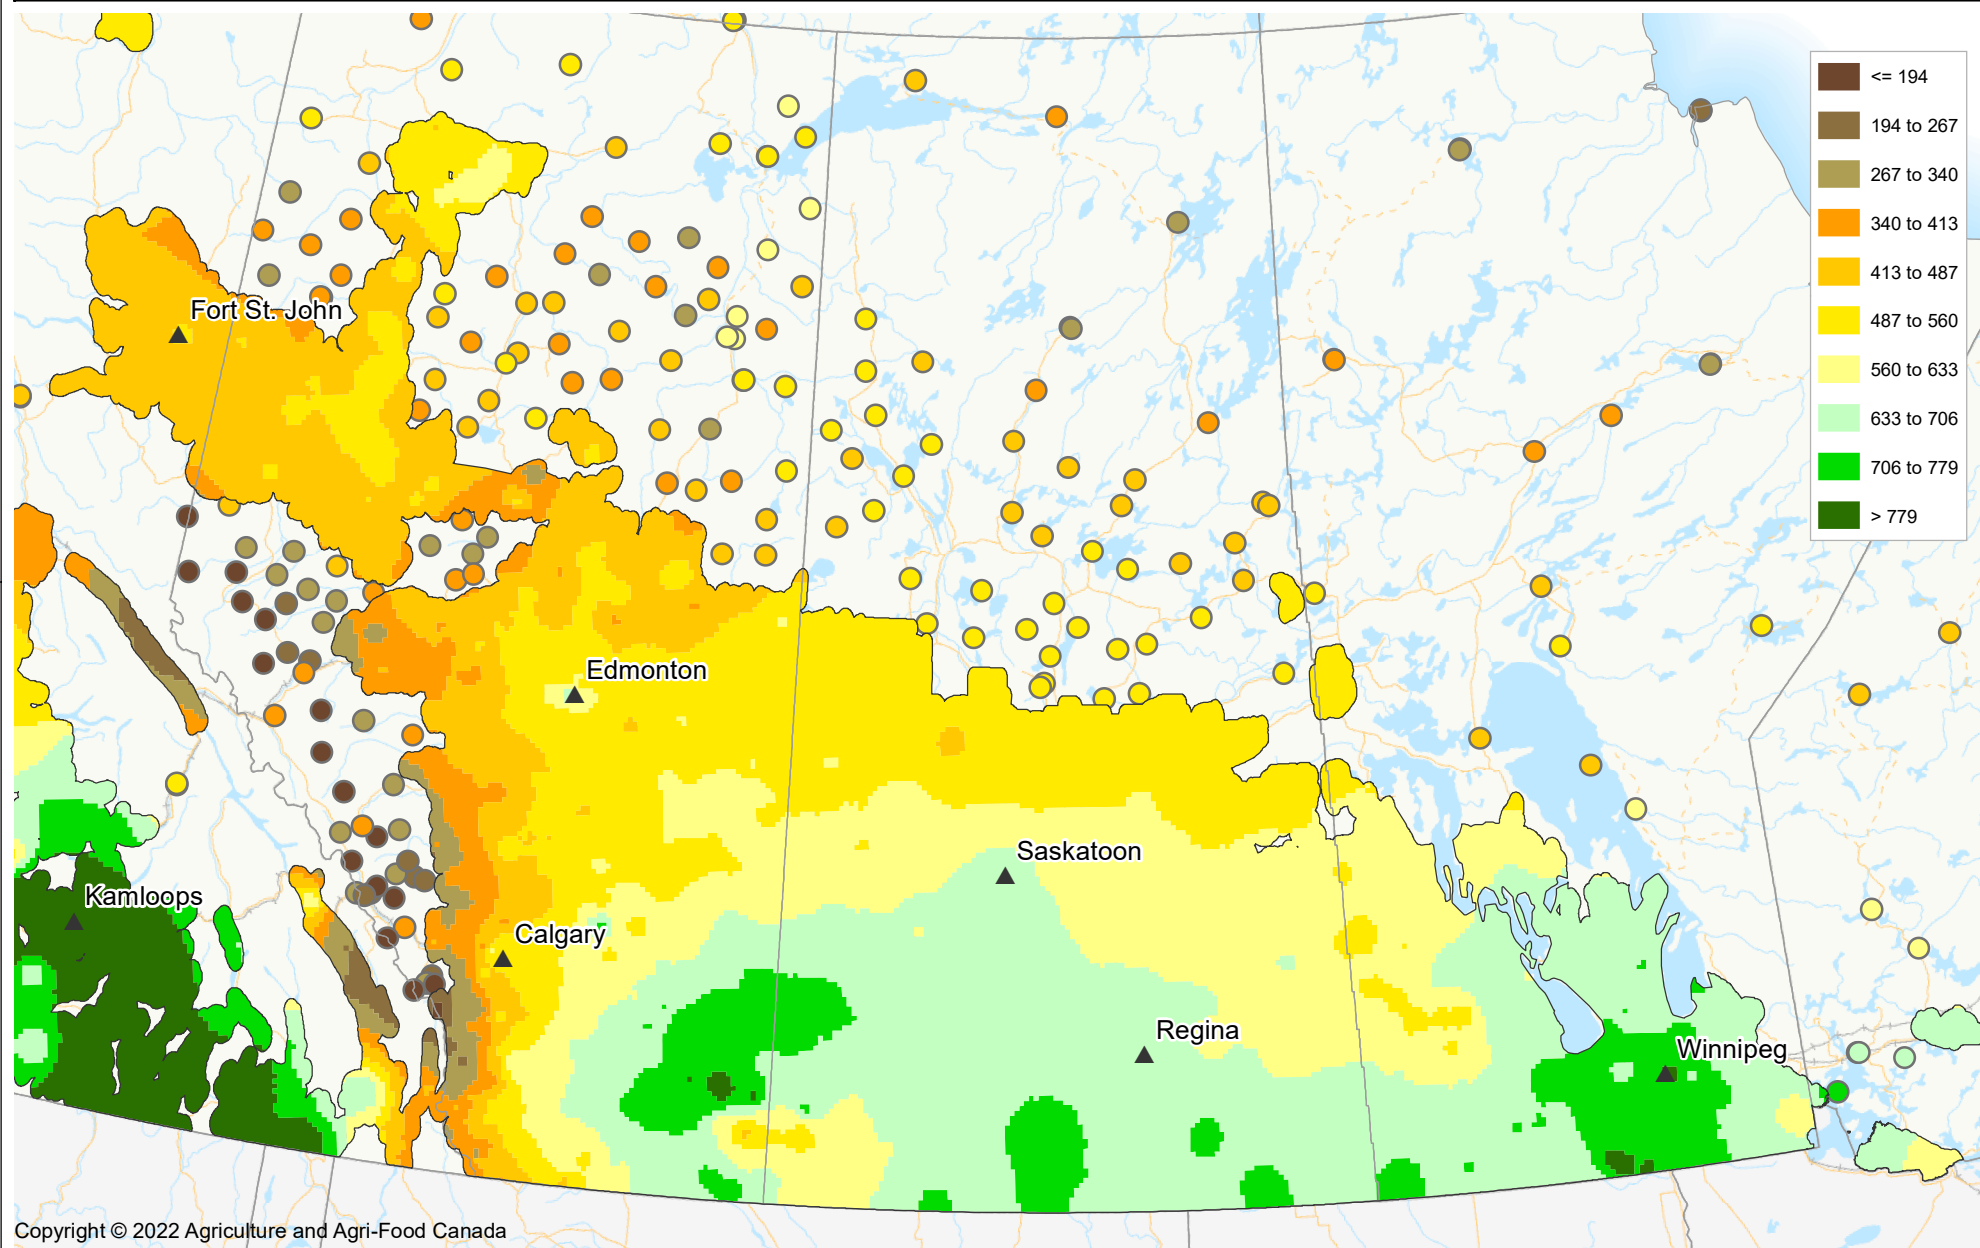 <= 194
194 to 267
267 to 340
340 to 413
413 to 487
487 to 560
560 to 633
633 to 706
706 to 779
> 779
Fort St. John
Edmonton
Saskatoon
Kamloops
Calgary
Regina
Winnipeg
Copyright © 2022 Agriculture and Agri-Food Canada